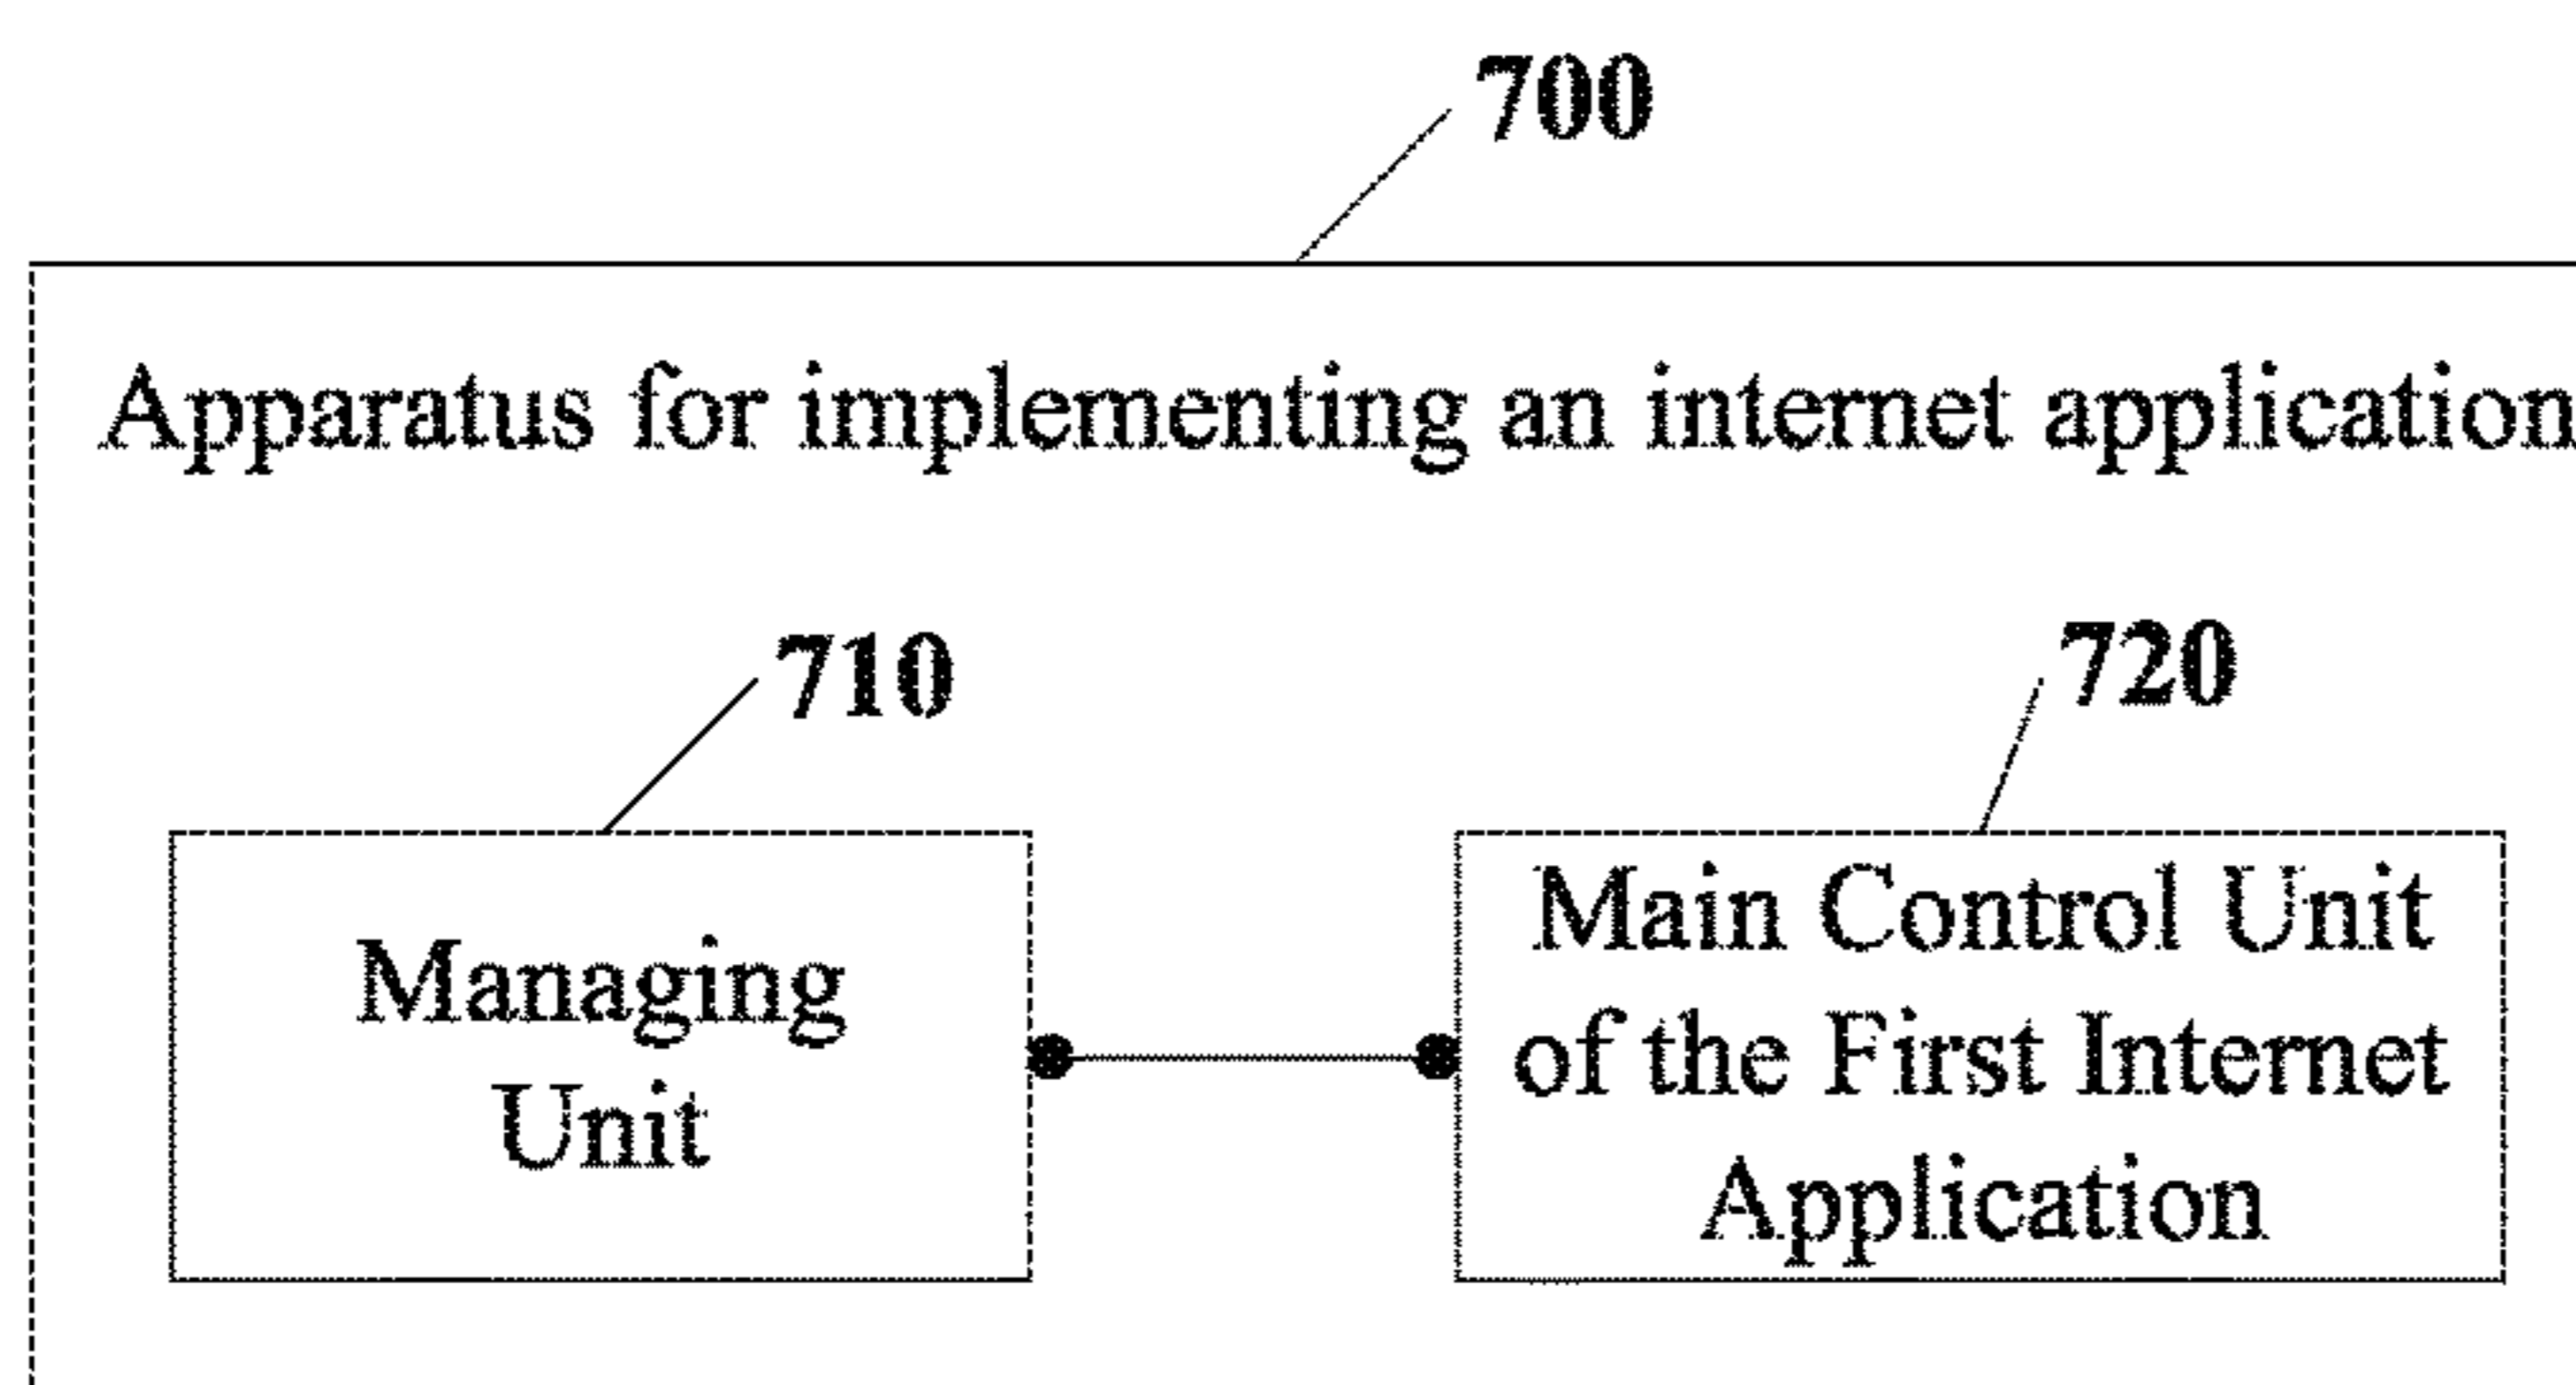 700
Apparatus for implementing an internet application
710
720
Managing
Unit
Main Control Unit
of the First Internet
Application